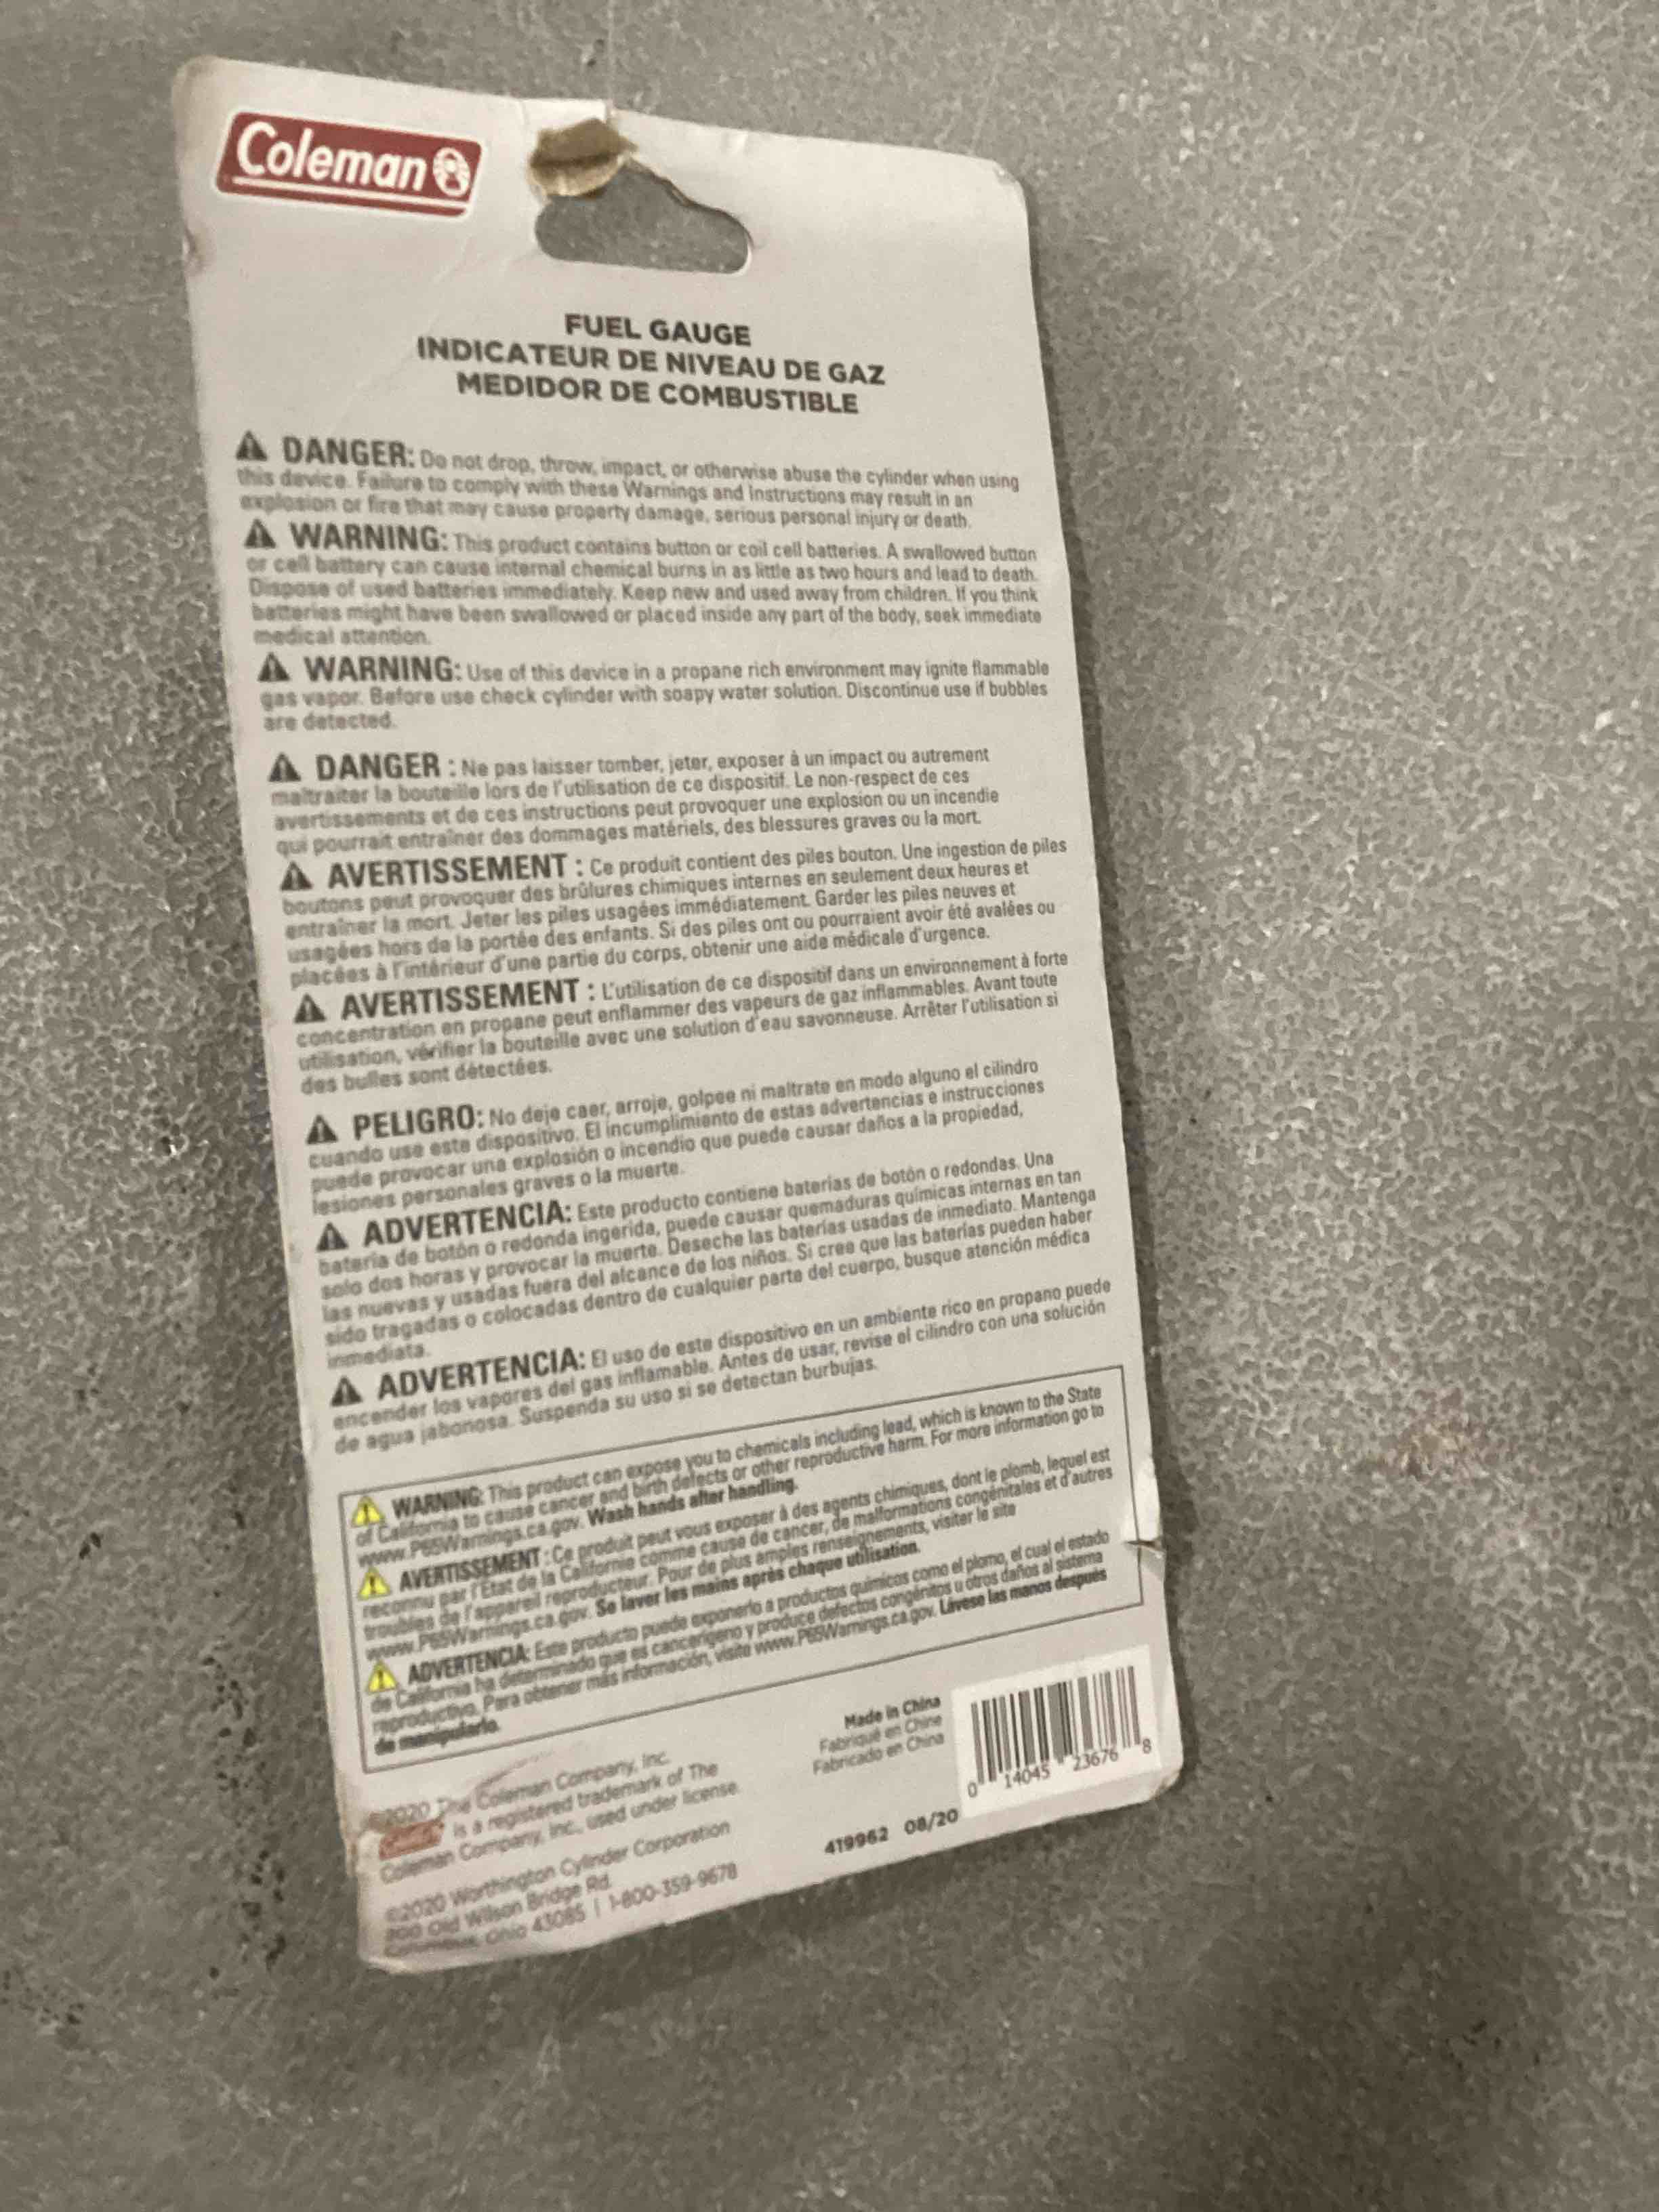 Coleman
FUEL GAUGE
INDICATEUR DE NIVEAU DE GAZ
MEDIDOR DE COMBUSTIBLE
DANGER: Do not drop, throw, impact, or otherwise abuse the cylinder when using
this device. Failure to comply with these Warnings and Instructions may result in an
explosion or fire that may cause property damage, serious personal injury or death.
WARNING: This product contains button or coil cell batteries. A swallowed button
or cell battery can cause internal chemical burns in as little as two hours and lead to death.
Dispose of used batteries immediately. Keep new and used away from children. If you think
batteries might have been swallowed or placed inside any part of the body, seek immediate
medical attention.
WARNING: Use of this device in a propane rich environment may ignite flammable
gas vapor. Before use check cylinder with soapy water solution. Discontinue use if bubbles
are detected.
DANGER : Ne pas laisser tomber, jeter, exposer à un impact ou autrement
maltraiter la bouteille lors de l'utilisation de ce dispositif. Le non-respect de ces
avertissements et de ces instructions peut provoquer une explosion ou un incendie
qui pourrait entraîner des dommages matériels, des blessures graves ou la mort.
AVERTISSEMENT : Ce produit contient des piles bouton. Une ingestion de piles
boutons peut provoquer des brûlures chimiques internes en seulement deux heures et
entraîner la mort. Jeter les piles usagées immédiatement. Garder les piles neuves et
usagées hors de la portée des enfants. Si des piles ont ou pourraient avoir été avalées ou
placées à l'intérieur d'une partie du corps, obtenir une aide médicale d'urgence.
AVERTISSEMENT : L'utilisation de ce dispositif dans un environnement à forte
concentration en propane peut enflammer des vapeurs de gaz inflammables. Avant toute
utilisation, vérifier la bouteille avec une solution d'eau savonneuse. Arrêter l'utilisation si
des bulles sont détectées.
PELIGRO: No deje caer, arroje, golpee ni maltrate en modo alguno el cilindro
cuando use este dispositivo. El incumplimiento de estas advertencias e instrucciones
puede provocar una explosión o incendio que puede causar daños a la propiedad,
lesiones personales graves o la muerte.
ADVERTENCIA: Este producto contiene baterías de botón o redondas. Una
batería de botón o redonda ingerida, puede causar quemaduras químicas internas en tan
solo dos horas y provocar la muerte. Deseche las baterías usadas de inmediato. Mantenga
las nuevas y usadas fuera del alcance de los niños. Si cree que las baterías pueden haber
sido tragadas o colocadas dentro de cualquier parte del cuerpo, busque atención médica
inmediata.
ADVERTENCIA: El uso de este dispositivo en un ambiente rico en propano puede
encender los vapores del gas inflamable. Antes de usar, revise el cilindro con una solución
de agua jabonosa. Suspenda su uso si se detectan burbujas.
WARNING: This product can expose you to chemicals including lead, which is known to the State
of California to cause cancer and birth defects or other reproductive harm. For more information go to
www.P65Warnings.ca.gov. Wash hands after handling.
AVERTISSEMENT : Ce produit peut vous exposer à des agents chimiques, dont le plomb, lequel est
reconnu par l'État de la Californie comme cause de cancer, de malformations congénitales et d'autres
troubles de l'appareil reproducteur. Pour de plus amples renseignements, visiter le site
www.P65Warnings.ca.gov. Se laver les mains après chaque utilisation.
ADVERTENCIA: Este producto puede exponerlo a productos químicos como el plomo, el cual el estado
de California ha determinado que es cancerígeno y produce defectos congénitos u otros daños al sistema
reproductivo. Para obtener más información, visite www.P65Warnings.ca.gov. Lávese las manos después
de manipularlo.
©2020 The Coleman Company, Inc.
Coleman is a registered trademark of The
Coleman Company, Inc., used under license.
©2020 Worthington Cylinder Corporation
200 Old Wilson Bridge Rd.
Columbus, Ohio 43085 | 1-800-359-9678
Made in China
Fabriqué en Chine
Fabricado en China
419962 08/20
0 14045 23676 8